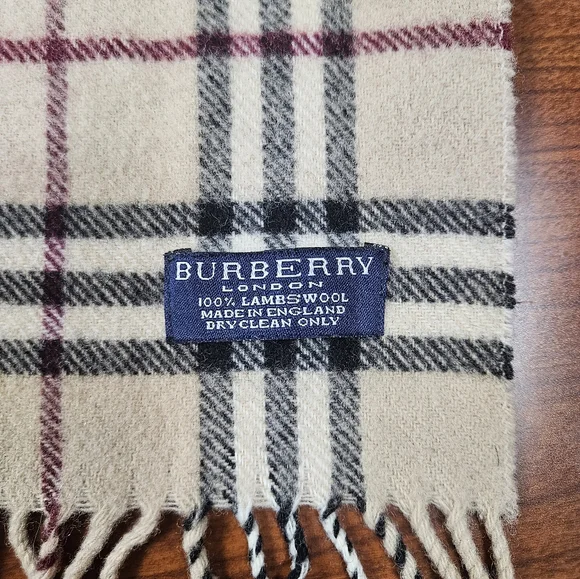 BURBERRY
LONDON
100% LAMBSWOOL
MADE IN ENGLAND
DRY CLEAN ONLY